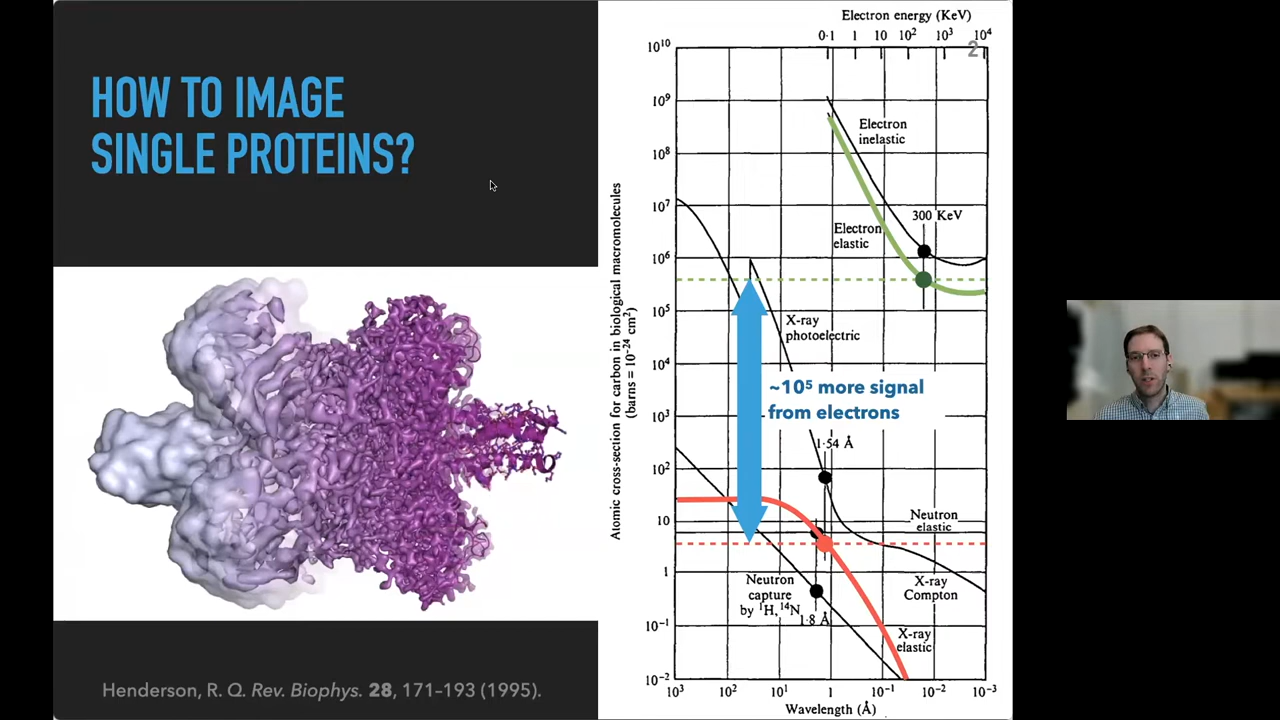 HOW TO IMAGE
SINGLE PROTEINS?
Henderson, R. Q. Rev. Biophys. 28, 171–193 (1995).
2
Electron energy (KeV)
0·1 1 10 10² 10³ 10⁴
Atomic cross-section for carbon in biological macromolecules
(barns = 10⁻²⁴ cm²)
10¹⁰
10⁹
10⁸
10⁷
10⁶
10⁵
10⁴
10³
10²
10
1
10⁻¹
10⁻²
Electron
inelastic
300 KeV
Electron
elastic
X-ray
photoelectric
~10⁵ more signal
from electrons
1·54 Å
Neutron
elastic
Neutron
capture
by ¹H, ¹⁴N
1·8 Å
X-ray
Compton
X-ray
elastic
10³ 10² 10¹ 1 10⁻¹ 10⁻² 10⁻³
Wavelength (Å)